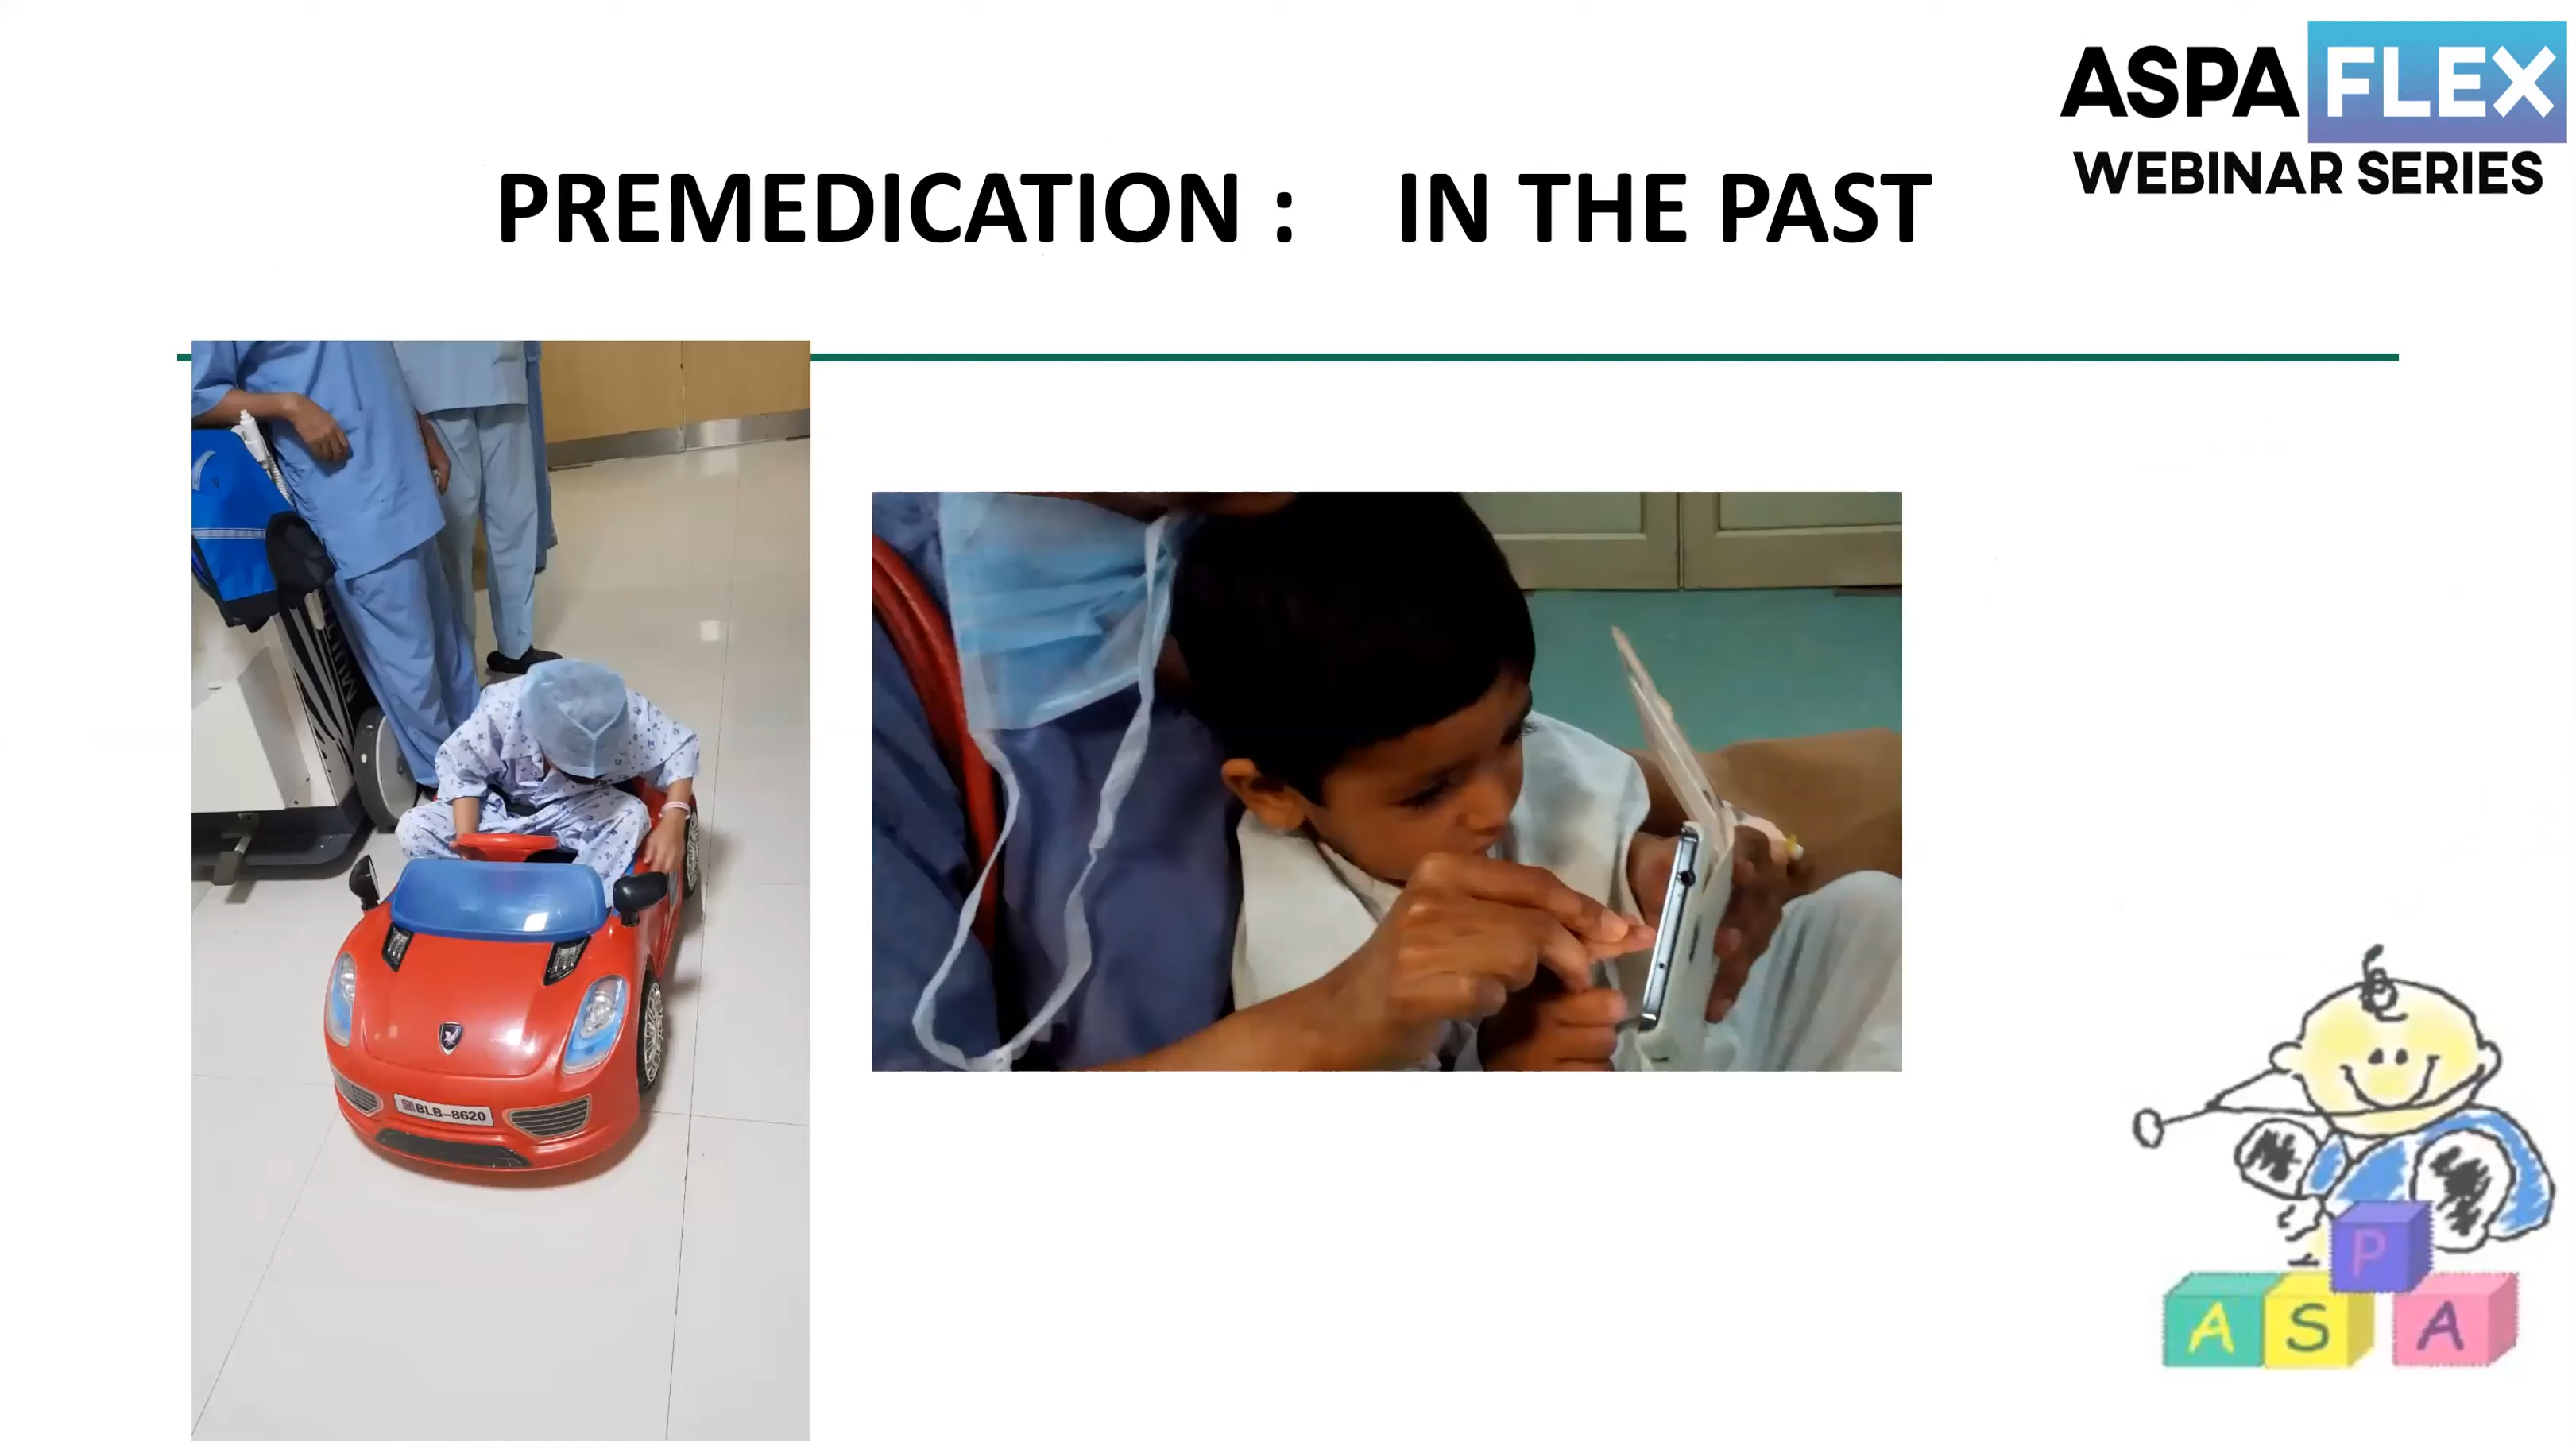 ASPA FLEX
WEBINAR SERIES
PREMEDICATION : IN THE PAST
BLB-8620
P
A S A